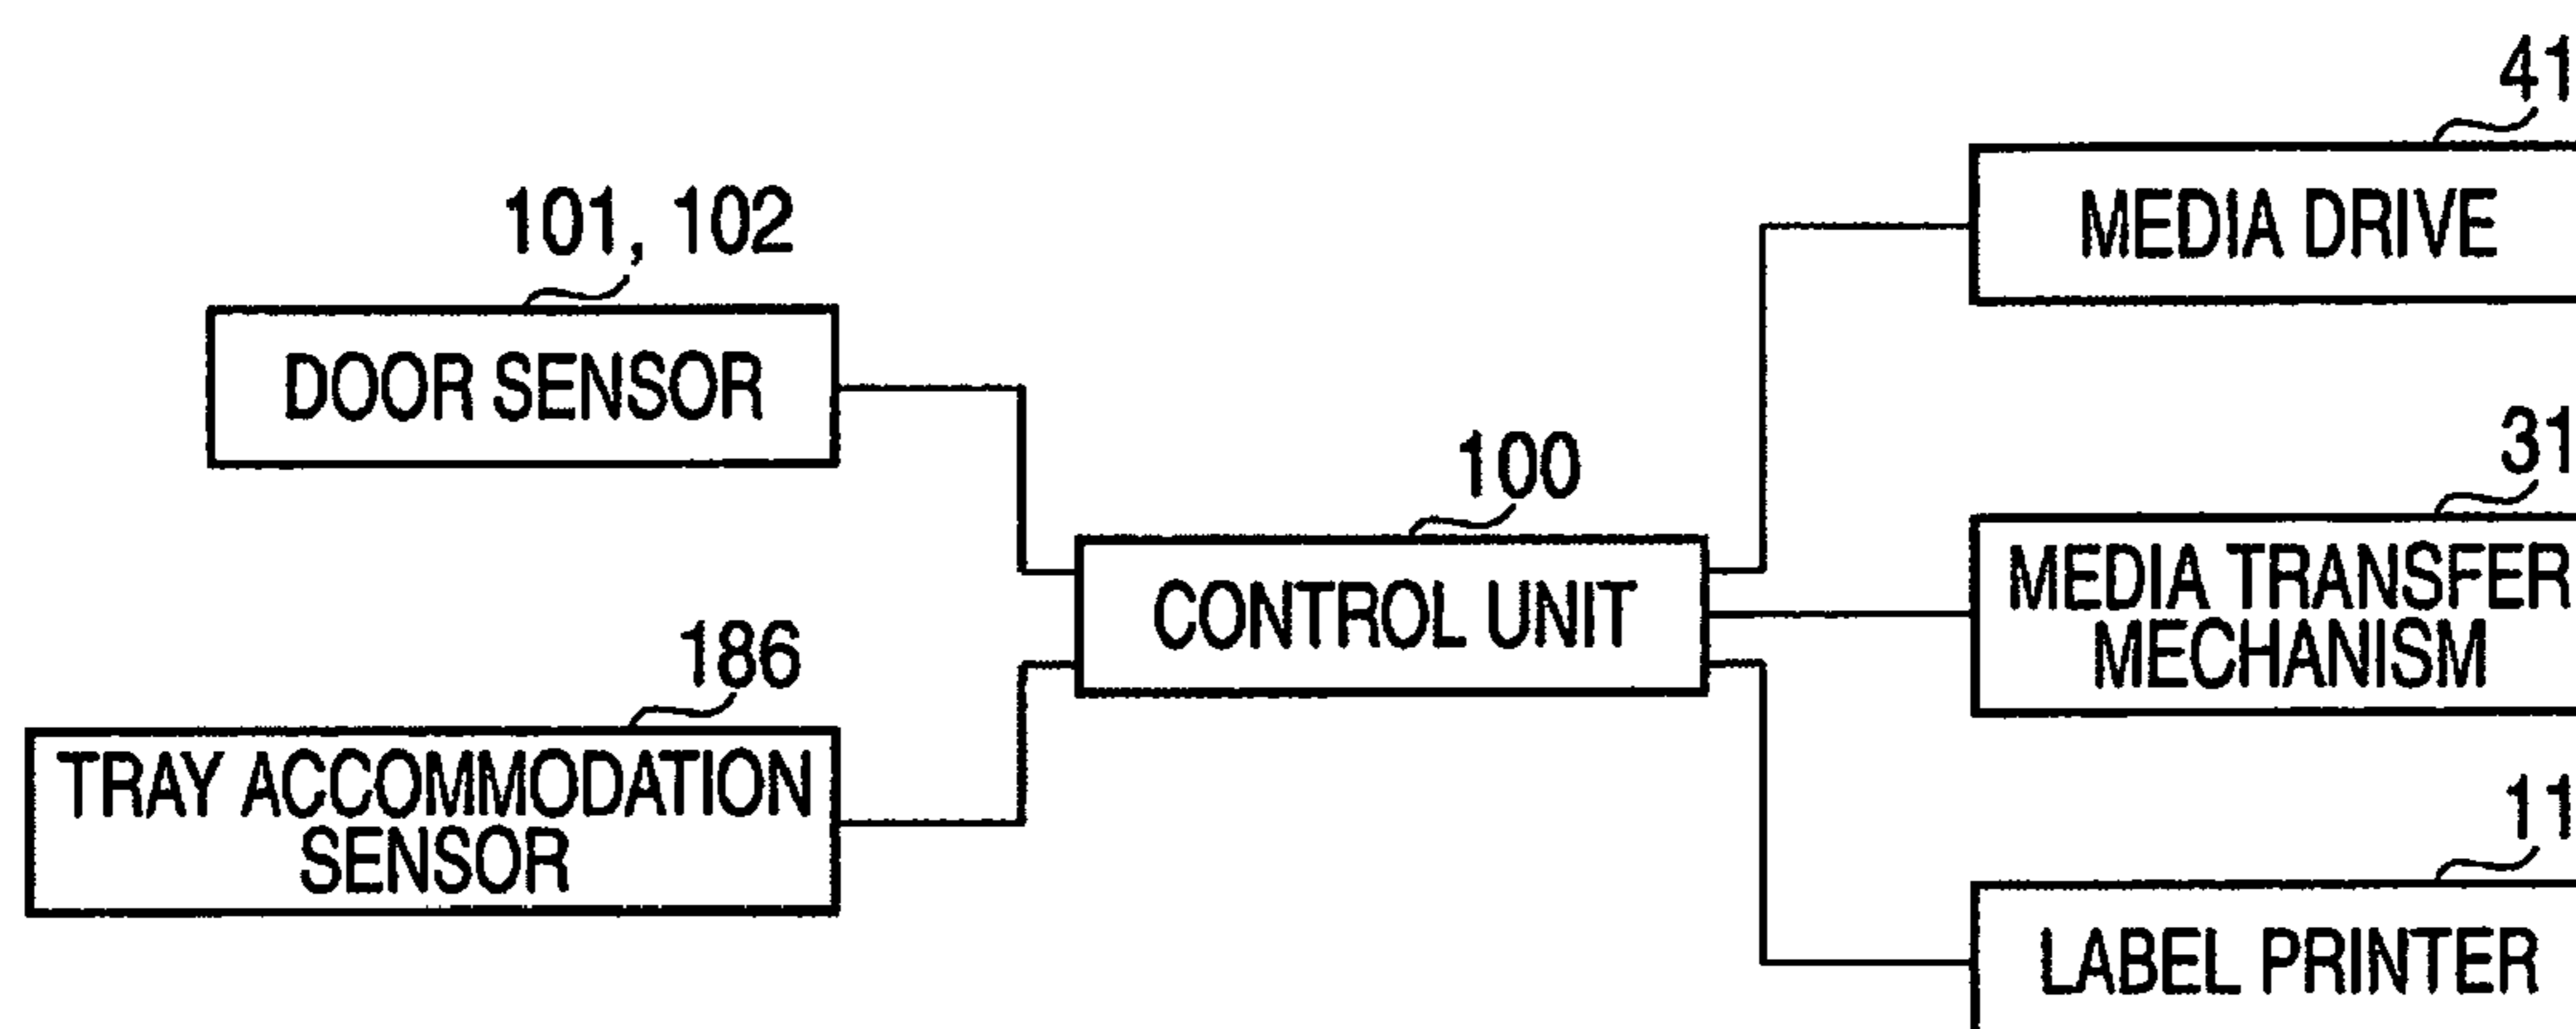 41
101, 102
MEDIA DRIVE
DOOR SENSOR
31
100
MEDIA TRANSFER
MECHANISM
CONTROL UNIT
186
TRAY ACCOMMODATION
SENSOR
11
LABEL PRINTER